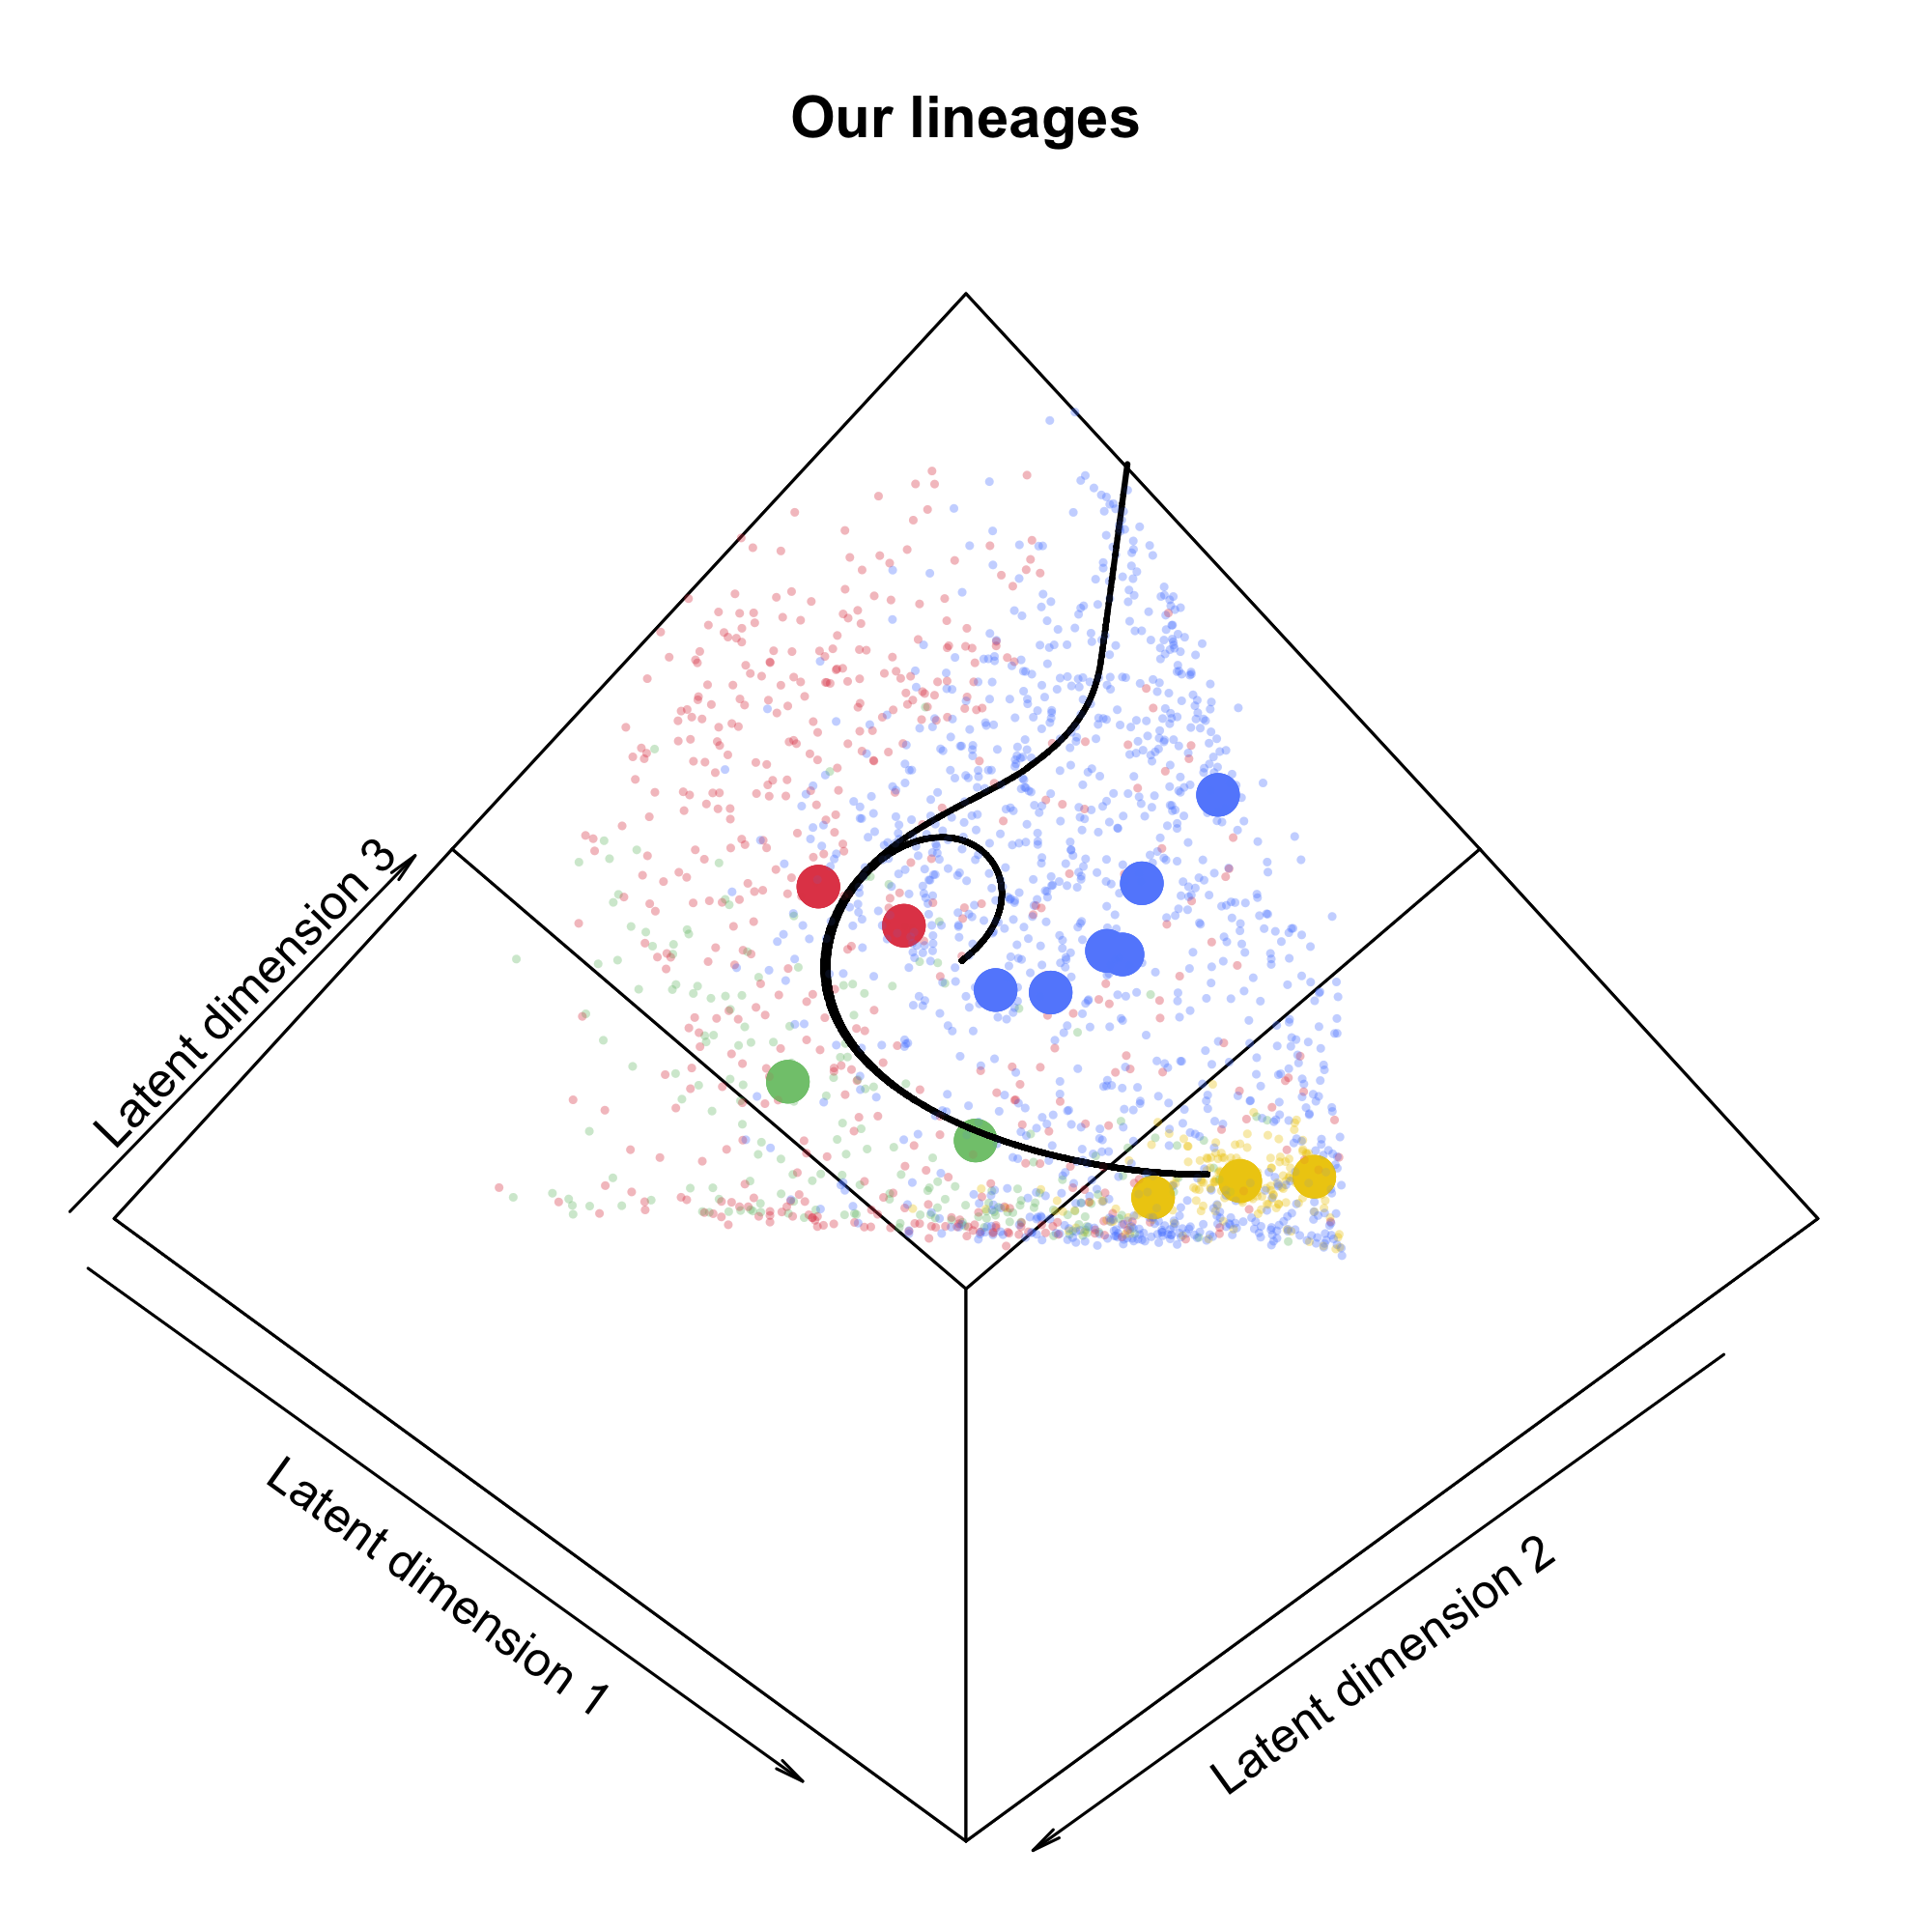 Our lineages
Latent dimension 3
Latent dimension 1
Latent dimension 2